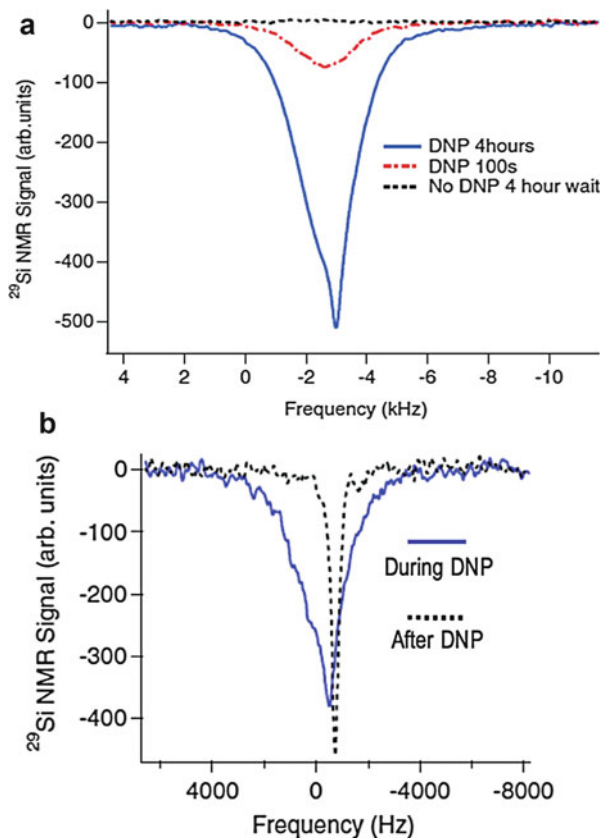 a
0
-100
-200
-300
-400
-500
²⁹Si NMR Signal (arb.units)
DNP 4hours
DNP 100s
No DNP 4 hour wait
4 2 0 -2 -4 -6 -8 -10
Frequency (kHz)
b
0
-100
-200
-300
-400
²⁹Si NMR Signal (arb. units)
During DNP
After DNP
4000 0 -4000 -8000
Frequency (Hz)